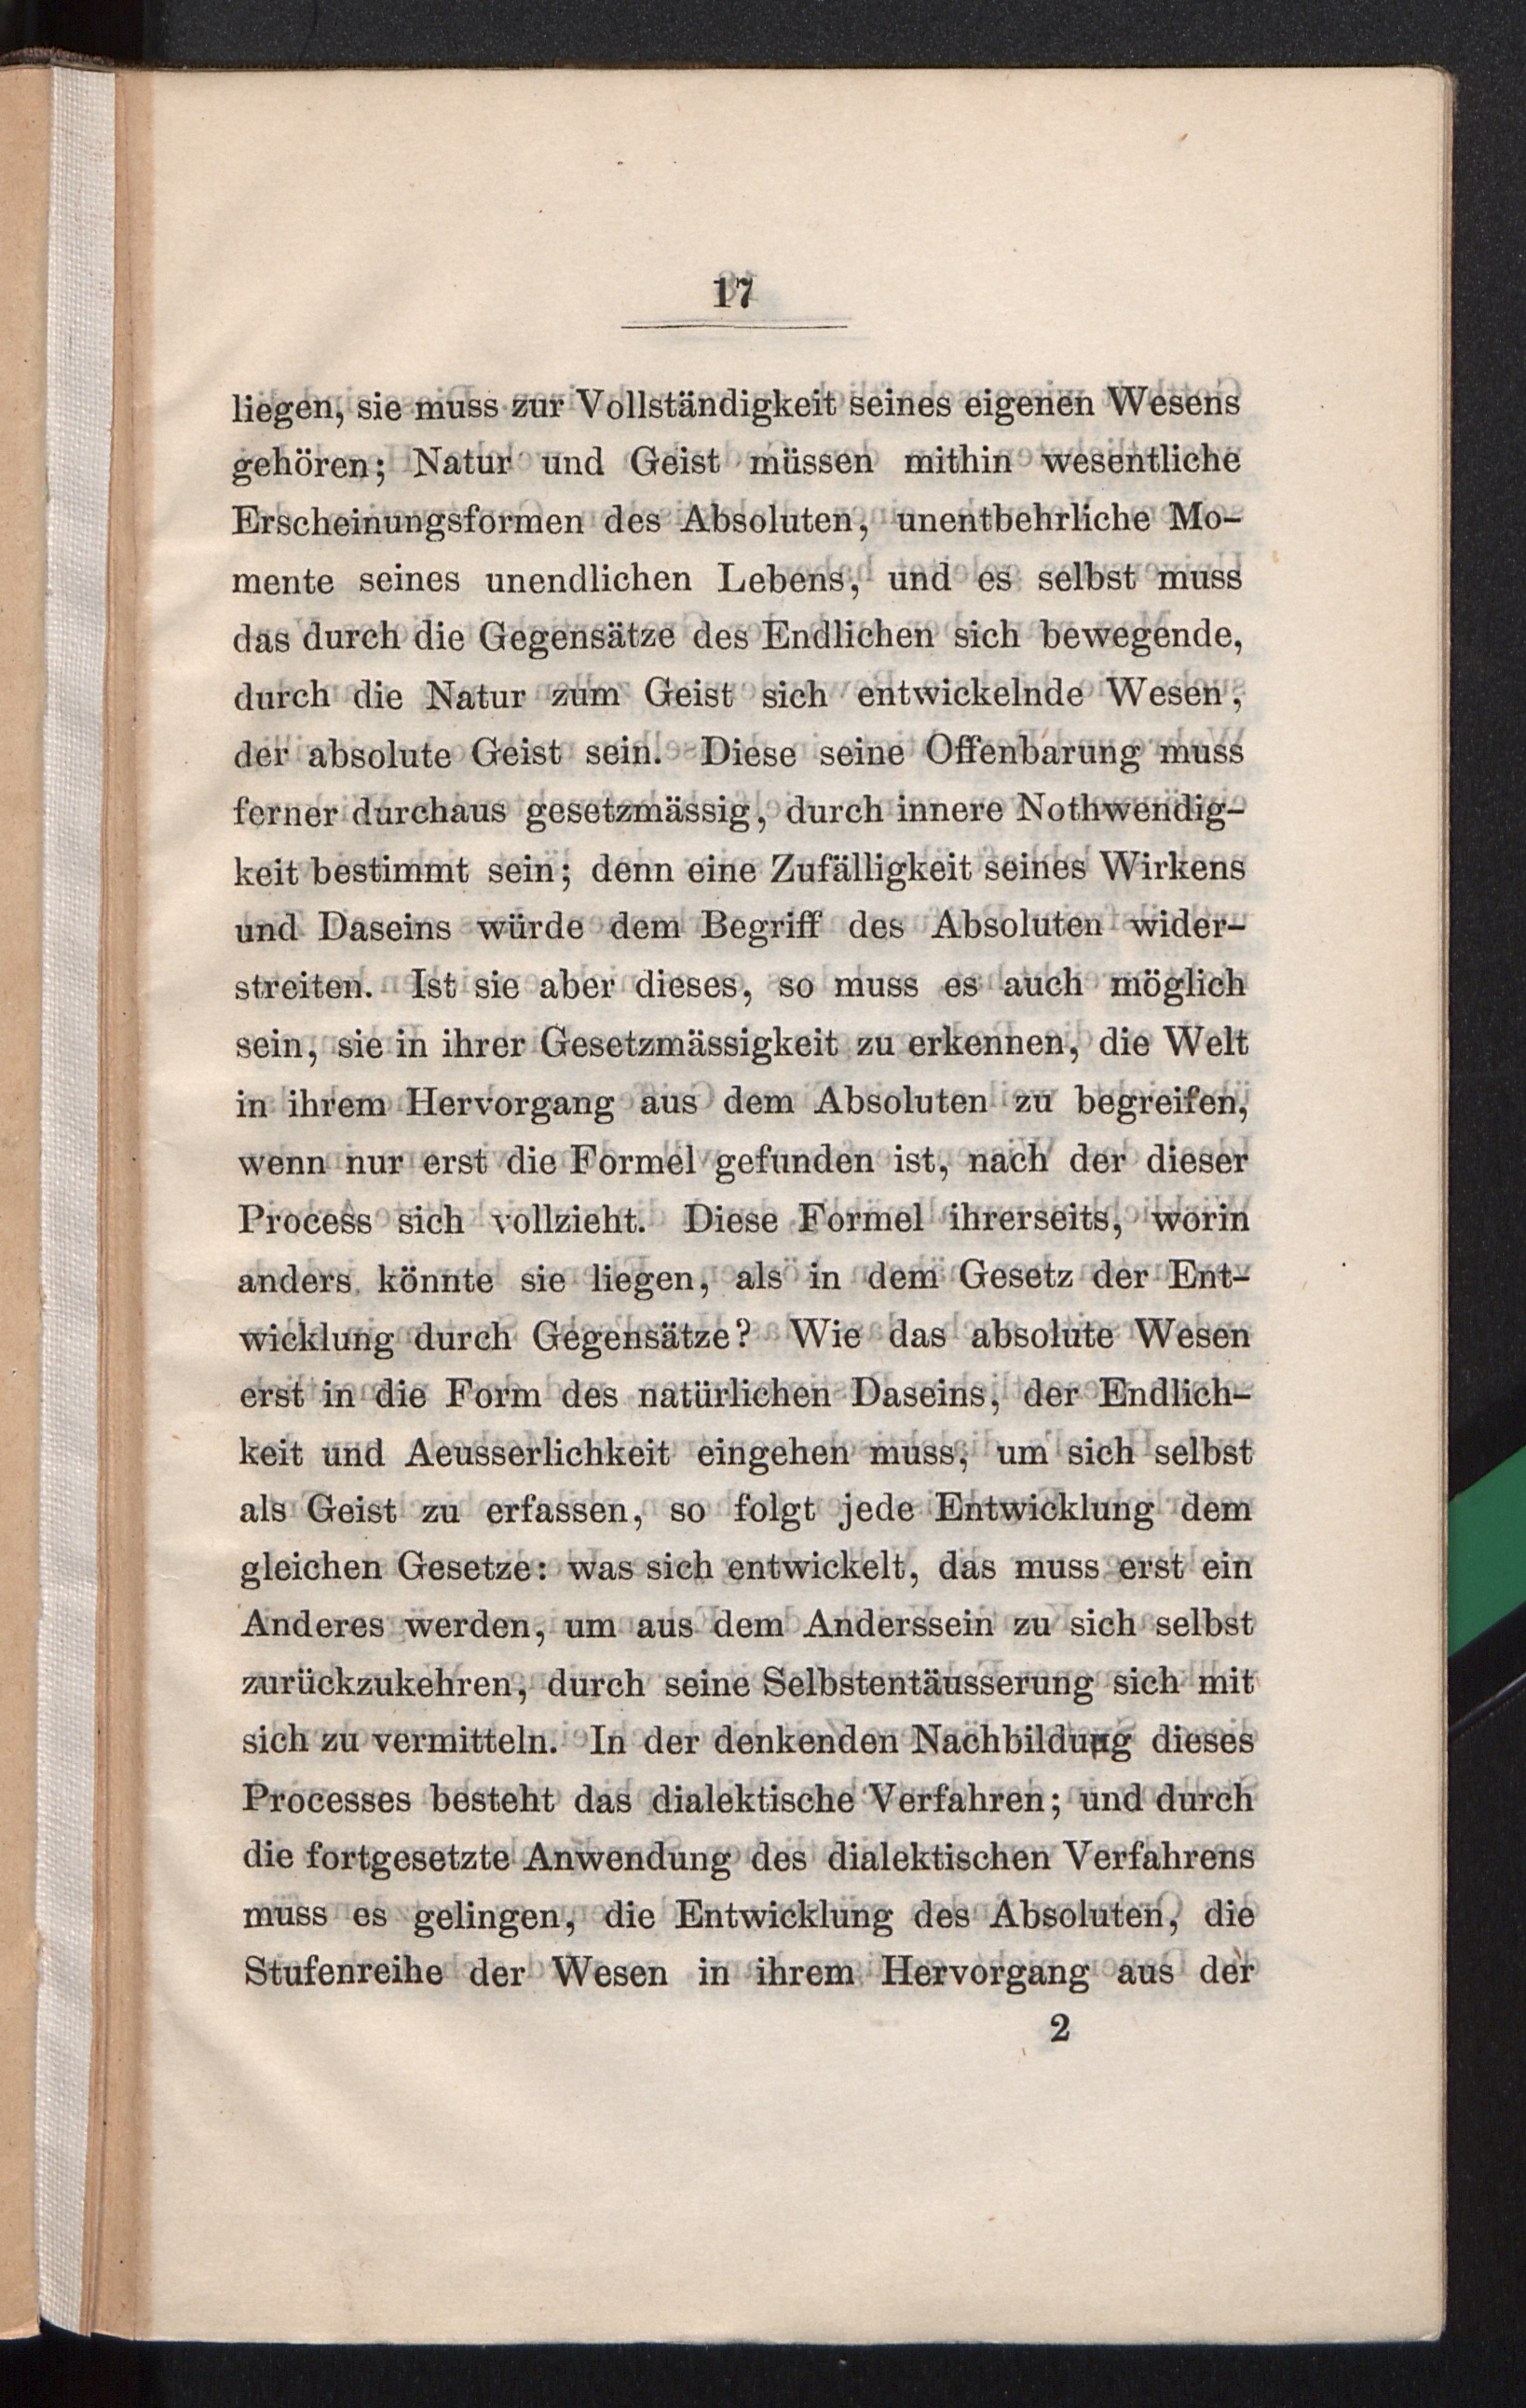 17
liegen, sie muss zur Vollständigkeit seines eigenen Wesens
gehören; Natur und Geist müssen mithin wesentliche
Erscheinungsformen des Absoluten, unentbehrliche Mo-
mente seines unendlichen Lebens, und es selbst muss
das durch die Gegensätze des Endlichen sich bewegende,
durch die Natur zum Geist sich entwickelnde Wesen,
der absolute Geist sein. Diese seine Offenbarung muss
ferner durchaus gesetzmässig, durch innere Nothwendig-
keit bestimmt sein; denn eine Zufälligkeit seines Wirkens
und Daseins würde dem Begriff des Absoluten wider-
streiten. Ist sie aber dieses, so muss es auch möglich
sein, sie in ihrer Gesetzmässigkeit zu erkennen, die Welt
in ihrem Hervorgang aus dem Absoluten zu begreifen,
wenn nur erst die Formel gefunden ist, nach der dieser
Process sich vollzieht. Diese Formel ihrerseits, worin
anders könnte sie liegen, als in dem Gesetz der Ent-
wicklung durch Gegensätze? Wie das absolute Wesen
erst in die Form des natürlichen Daseins, der Endlich-
keit und Aeusserlichkeit eingehen muss, um sich selbst
als Geist zu erfassen, so folgt jede Entwicklung dem
gleichen Gesetze: was sich entwickelt, das muss erst ein
Anderes werden, um aus dem Anderssein zu sich selbst
zurückzukehren, durch seine Selbstentäusserung sich mit
sich zu vermitteln. In der denkenden Nachbildung dieses
Processes besteht das dialektische Verfahren; und durch
die fortgesetzte Anwendung des dialektischen Verfahrens
muss es gelingen, die Entwicklung des Absoluten, die
Stufenreihe der Wesen in ihrem Hervorgang aus der
2